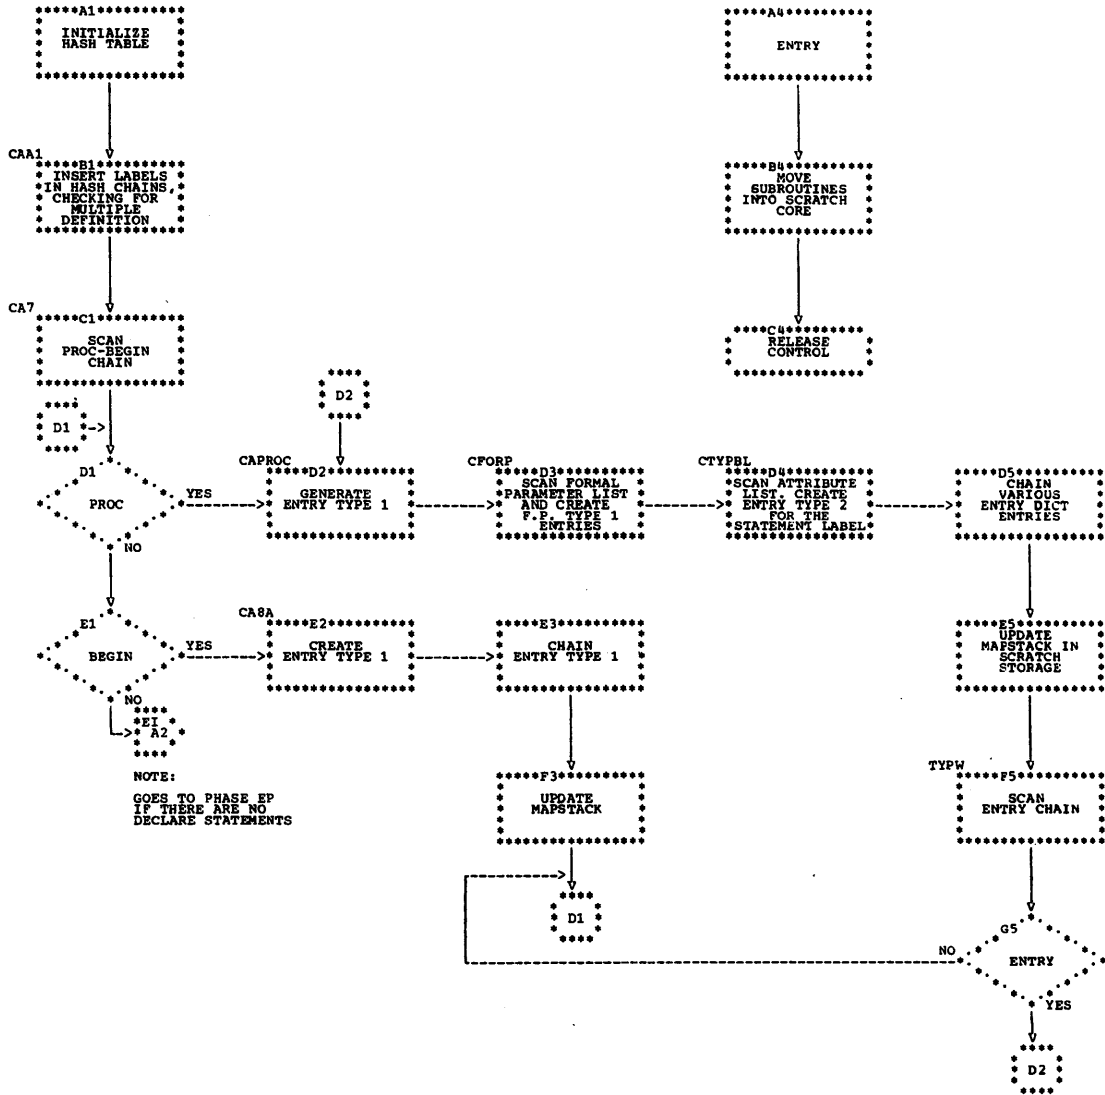 A1
INITIALIZE
HASH TABLE
A4
ENTRY
CAA1
B1
INSERT LABELS
IN HASH CHAINS,
CHECKING FOR
MULTIPLE
DEFINITION
B4
MOVE
SUBROUTINES
INTO SCRATCH
CORE
CA7
C1
SCAN
PROC-BEGIN
CHAIN
C4
RELEASE
CONTROL
D2
D1
D1
PROC
YES
NO
CAPROC
D2
GENERATE
ENTRY TYPE 1
CFORP
D3
SCAN FORMAL
PARAMETER LIST
AND CREATE
F.P. TYPE 1
ENTRIES
CTYPBL
D4
SCAN ATTRIBUTE
LIST. CREATE
ENTRY TYPE 2
FOR THE
STATEMENT LABEL
D5
CHAIN
VARIOUS
ENTRY DICT
ENTRIES
E1
BEGIN
YES
NO
CA8A
E2
CREATE
ENTRY TYPE 1
E3
CHAIN
ENTRY TYPE 1
E5
UPDATE
MAPSTACK IN
SCRATCH
STORAGE
EI
A2
NOTE:
GOES TO PHASE EP
IF THERE ARE NO
DECLARE STATEMENTS
F3
UPDATE
MAPSTACK
TYPW
F5
SCAN
ENTRY CHAIN
D1
G5
ENTRY
NO
YES
D2